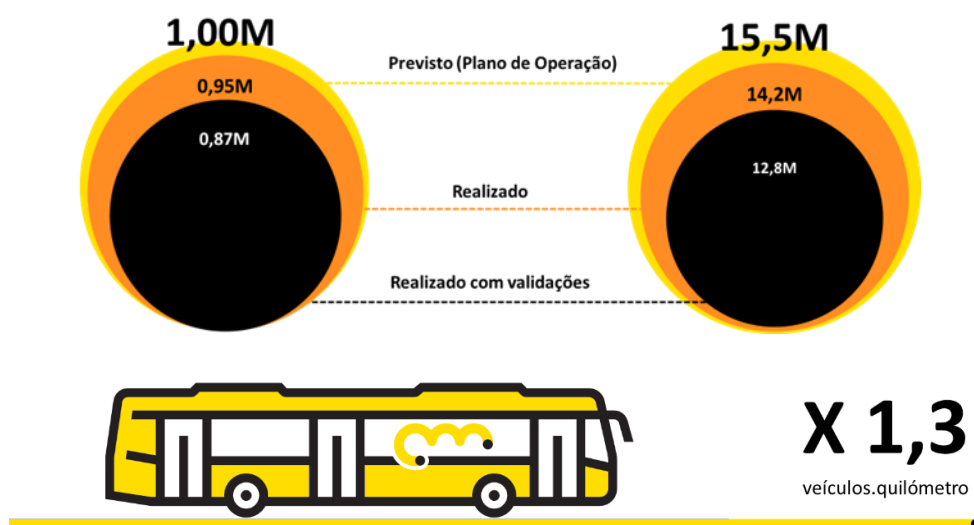 1,00M
15,5M
Previsto (Plano de Operação)
0,95M
14,2M
0,87M
12,8M
Realizado
Realizado com validações
X 1,3
veículos.quilómetro